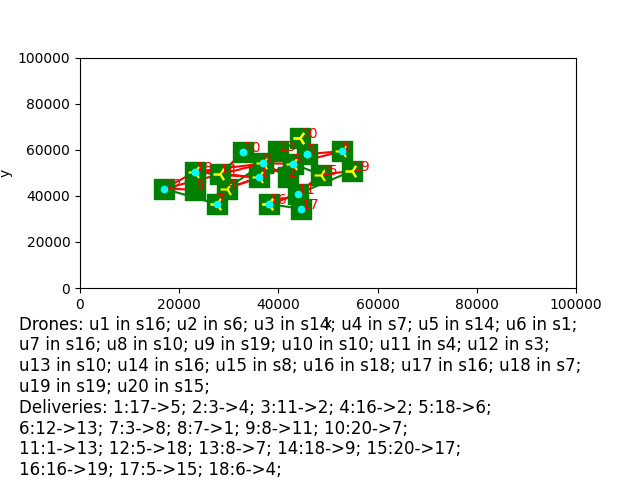 100000
80000
60000
y
40000
20000
0
0 20000 40000 60000 80000 100000
x
Drones: u1 in s16; u2 in s6; u3 in s14; u4 in s7; u5 in s14; u6 in s1;
u7 in s16; u8 in s10; u9 in s19; u10 in s10; u11 in s4; u12 in s3;
u13 in s10; u14 in s16; u15 in s8; u16 in s18; u17 in s16; u18 in s7;
u19 in s19; u20 in s15;
Deliveries: 1:17->5; 2:3->4; 3:11->2; 4:16->2; 5:18->6;
6:12->13; 7:3->8; 8:7->1; 9:8->11; 10:20->7;
11:1->13; 12:5->18; 13:8->7; 14:18->9; 15:20->17;
16:16->19; 17:5->15; 18:6->4;